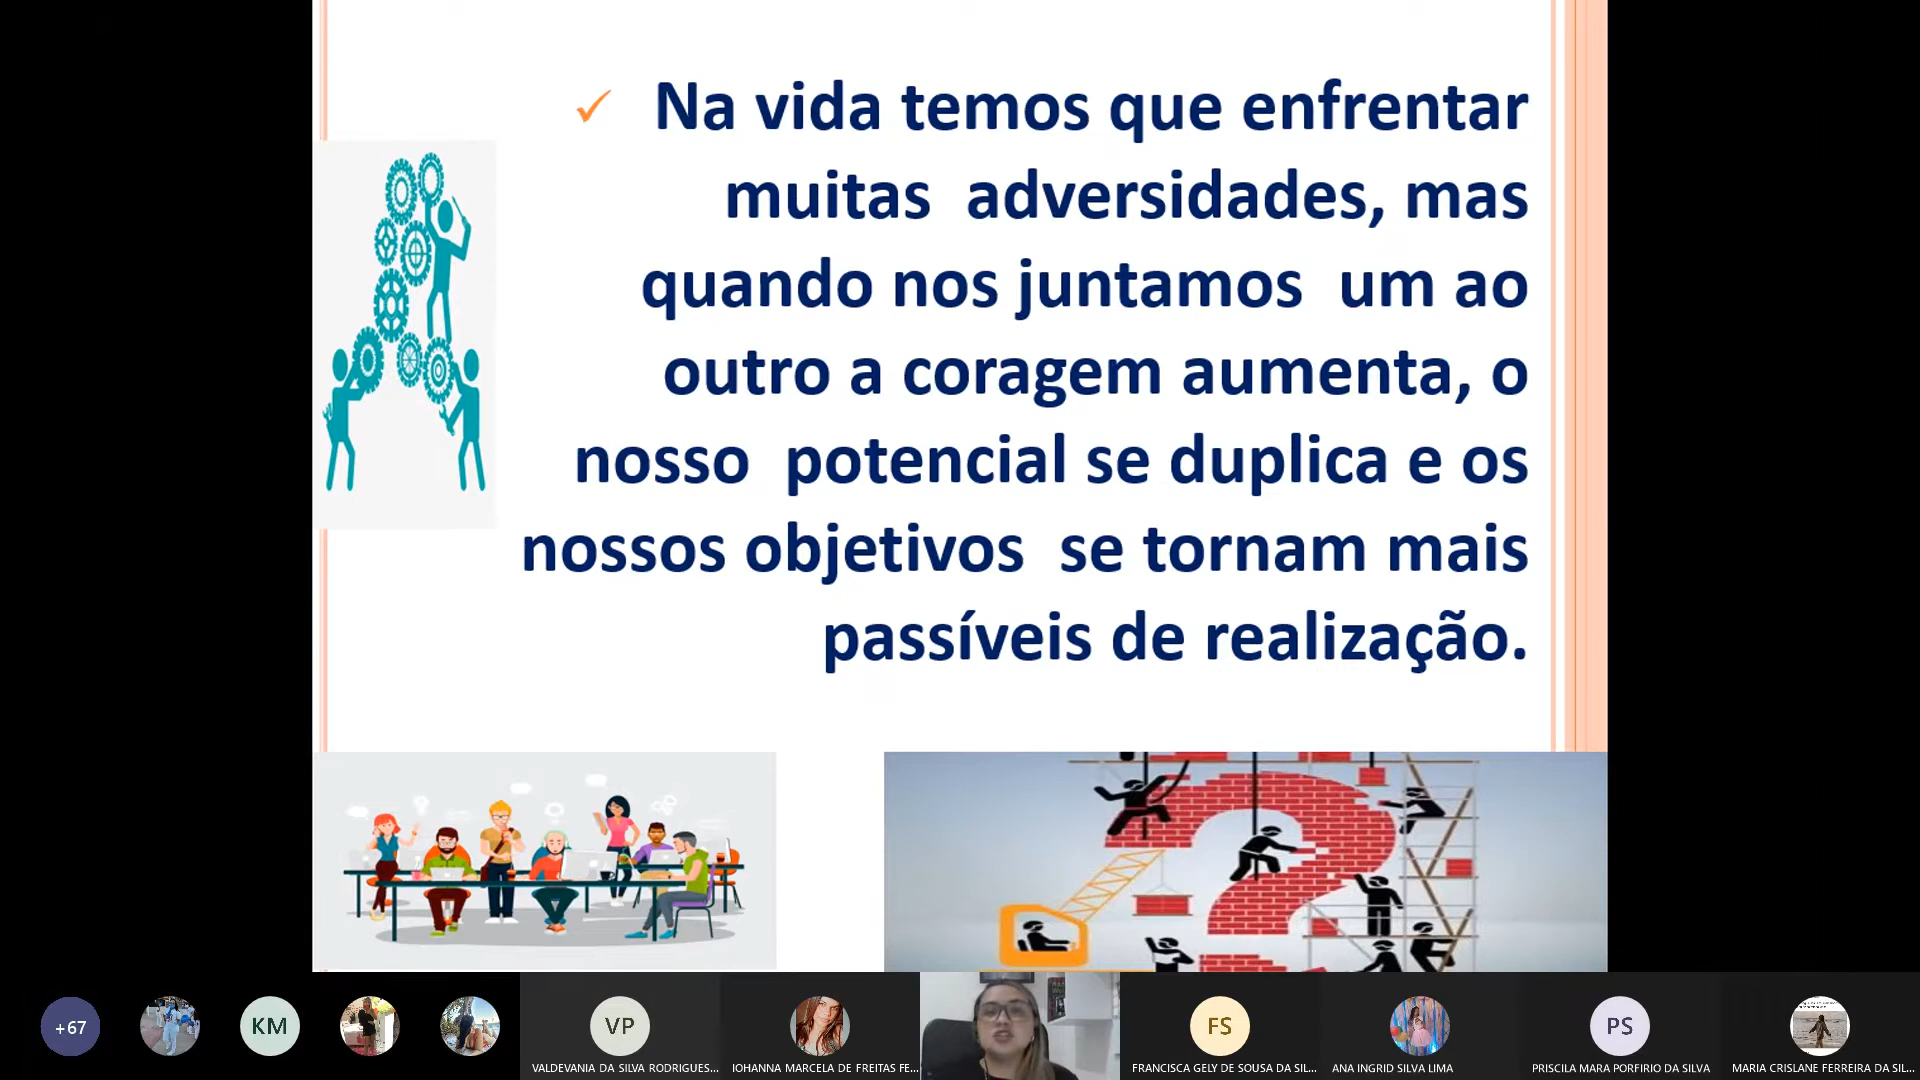 Na vida temos que enfrentar
muitas adversidades, mas
quando nos juntamos um ao
outro a coragem aumenta, o
nosso potencial se duplica e os
nossos objetivos se tornam mais
passíveis de realização.
+67
KM
VP
VALDEVANIA DA SILVA RODRIGUES...
IOHANNA MARCELA DE FREITAS FE...
FS
FRANCISCA GELY DE SOUSA DA SIL...
ANA INGRID SILVA LIMA
PS
PRISCILA MARA PORFIRIO DA SILVA
MARIA CRISLANE FERREIRA DA SIL...